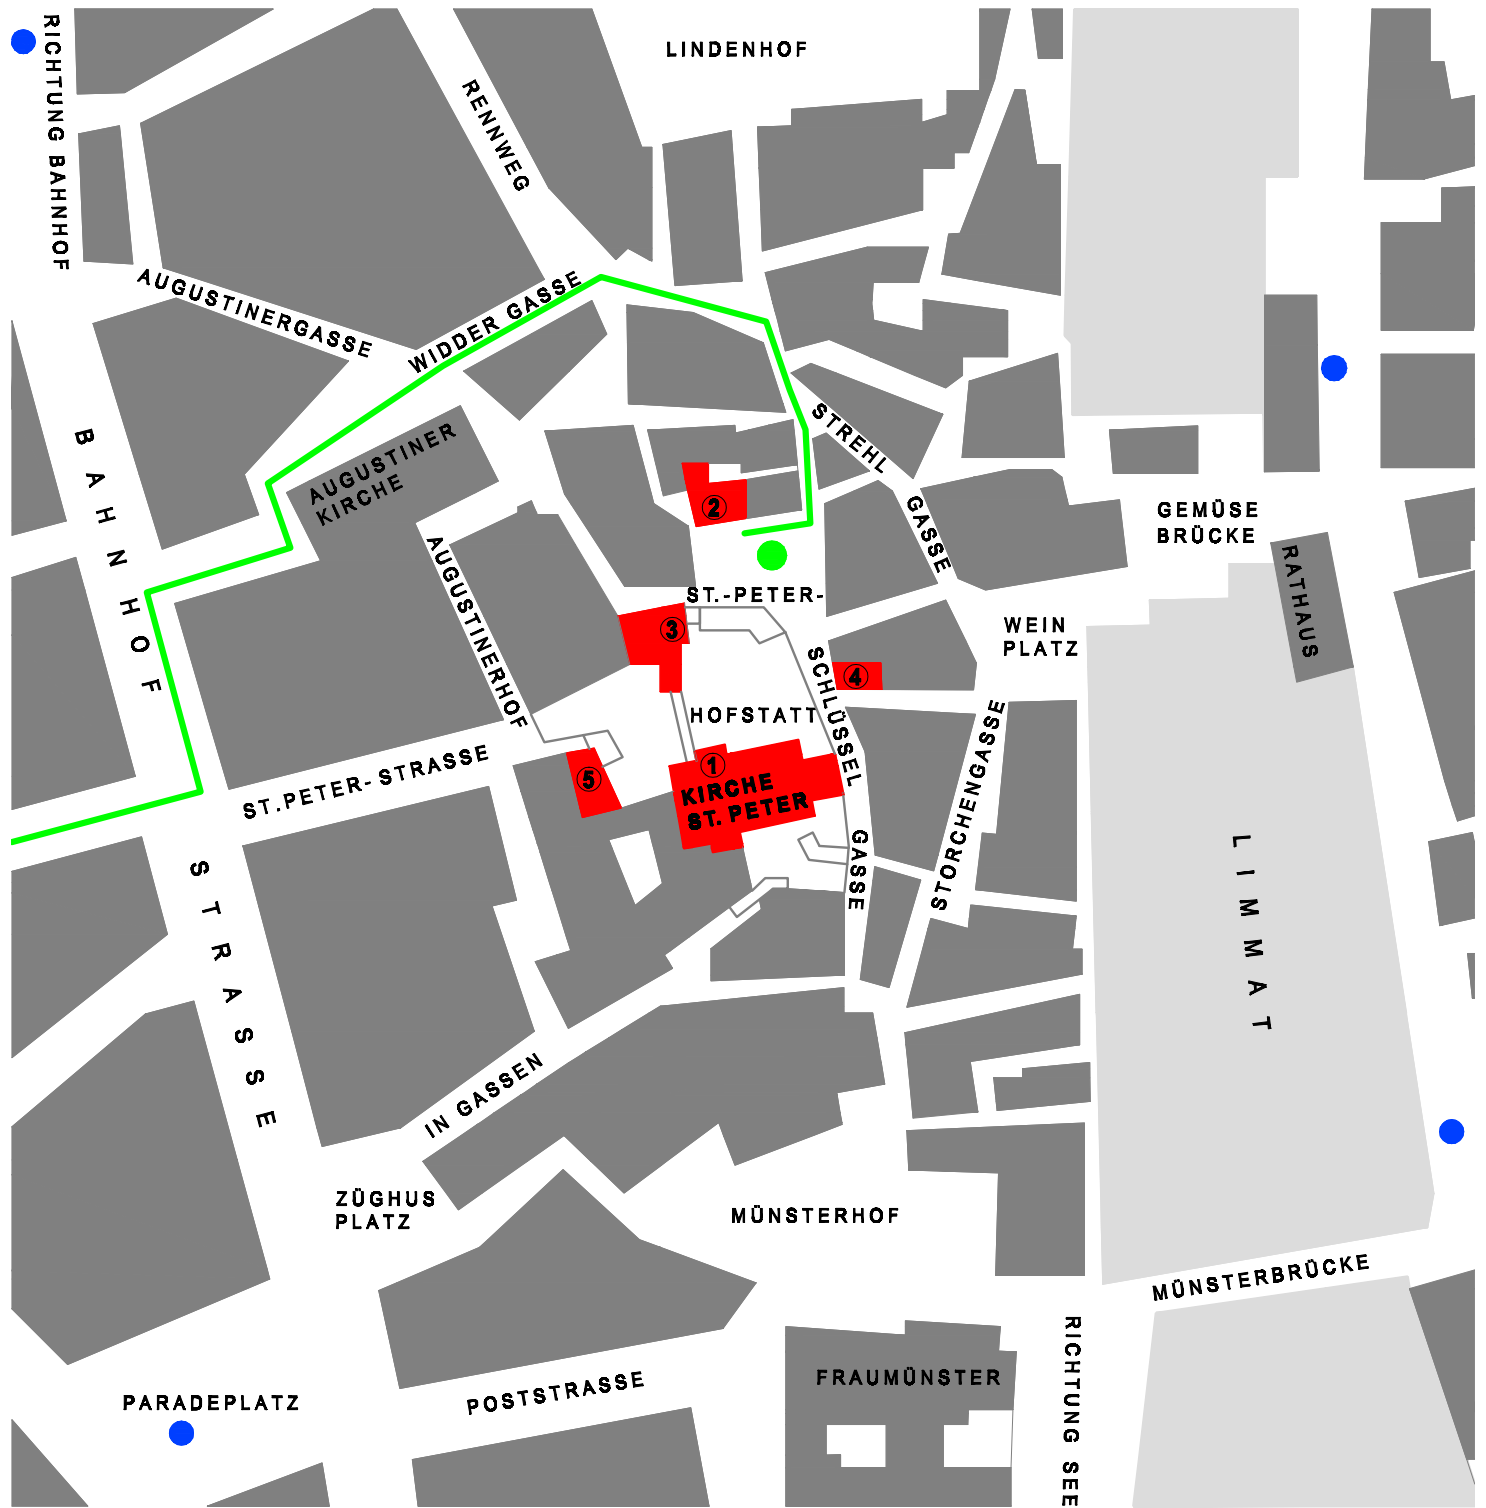 RICHTUNG BAHNHOF
LINDENHOF
RENNWEG
AUGUSTINERGASSE
WIDDER GASSE
AUGUSTINER
KIRCHE
STREHL
GASSE
BAHNHOF
STRASSE
②
GEMÜSE
BRÜCKE
RATHAUS
AUGUSTINERHOF
ST.-PETER-
③
WEIN
PLATZ
④
SCHLÜSSEL
GASSE
HOFSTATT
STORCHENGASSE
ST.PETER-STRASSE
⑤
①
KIRCHE
ST. PETER
LIMMAT
IN GASSEN
ZÜGHUS
PLATZ
MÜNSTERHOF
MÜNSTERBRÜCKE
RICHTUNG SEE
FRAUMÜNSTER
POSTSTRASSE
PARADEPLATZ